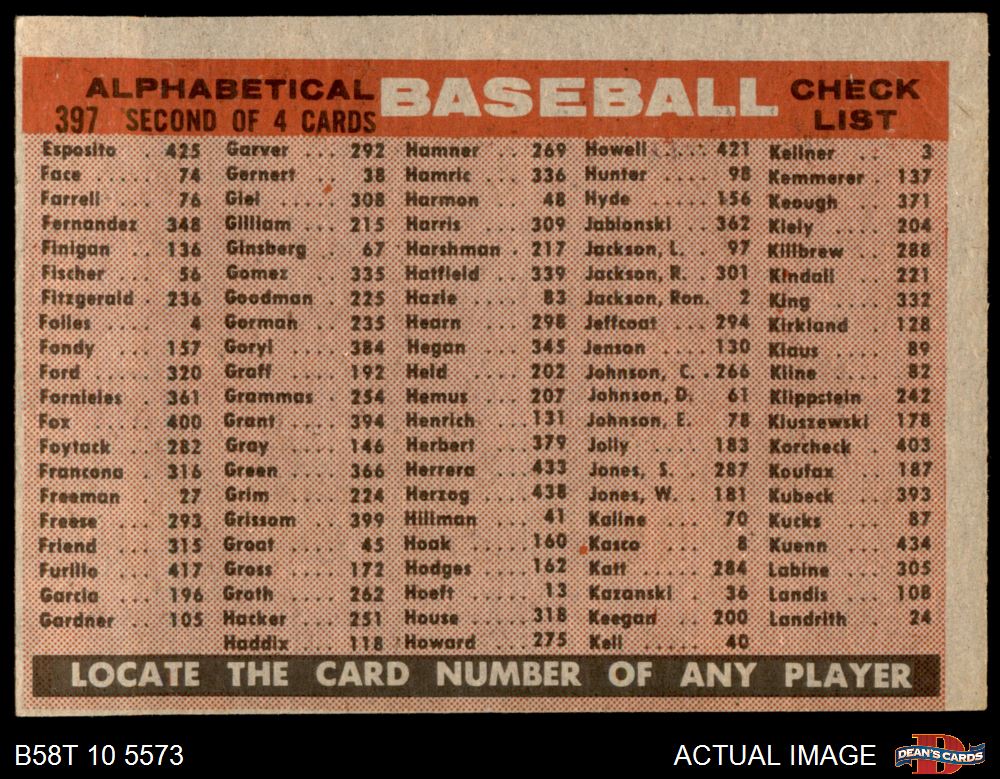 ALPHABETICAL BASEBALL CHECK LIST
397 SECOND OF 4 CARDS
Esposito . 425
Face ..... 74
Farrell ... 76
Fernandez 348
Finigan . 136
Fischer .. 56
Fitzgerald . 236
Foiles .... 4
Fondy ... 157
Ford .... 320
Fornieles . 361
Fox .... 400
Foytack .. 282
Francona . 316
Freeman . 27
Freese ... 293
Friend ... 315
Furillo ... 417
Garcia ... 196
Gardner .. 105
Garver ... 292
Gernert ... 38
Giel ..... 308
Gilliam ... 215
Ginsberg .. 67
Gomez ... 335
Goodman . 225
Gorman .. 235
Goryl .... 384
Graff .... 192
Grammas . 254
Grant .... 394
Gray .... 146
Green ... 366
Grim .... 224
Grissom .. 399
Groat .... 45
Gross .... 172
Groth .... 262
Hacker ... 251
Haddix ... 118
Hamner .. 269
Hamric ... 336
Harmon .. 48
Harris ... 309
Harshman . 217
Hatfield .. 339
Hazle .... 83
Hearn ... 298
Hegan ... 345
Held .... 202
Hemus ... 207
Henrich ... 131
Herbert ... 379
Herrera ... 433
Herzog .... 438
Hillman ... 41
Hoak ..... 160
Hodges .... 162
Hoeft .... 13
House .... 318
Howard ... 275
Howell ..... 421
Hunter .... 98
Hyde ..... 156
Jablonski .. 362
Jackson, L. . 97
Jackson, R. . 301
Jackson, Ron. 2
Jeffcoat ... 294
Jenson .... 130
Johnson, C. . 266
Johnson, D. 61
Johnson, E. 78
Jolly ..... 183
Jones, S. . 287
Jones, W. . 181
Kaline .... 70
Kasco ... 8
Katt ..... 284
Kazanski . 36
Keegan .. 200
Kell ..... 40
Kellner .. 3
Kemmerer . 137
Keough .. 371
Kiely .... 204
Killbrew .. 288
Kindall ... 221
King .... 332
Kirkland .. 128
Klaus .... 89
Kline .... 82
Klippstein . 242
Kluszewski 178
Korcheck . 403
Koufax ... 187
Kubeck .. 393
Kucks ... 87
Kuenn ... 434
Labine ... 305
Landis ... 108
Landrith .. 24
LOCATE THE CARD NUMBER OF ANY PLAYER
B58T 10 5573
ACTUAL IMAGE
DEAN'S CARDS